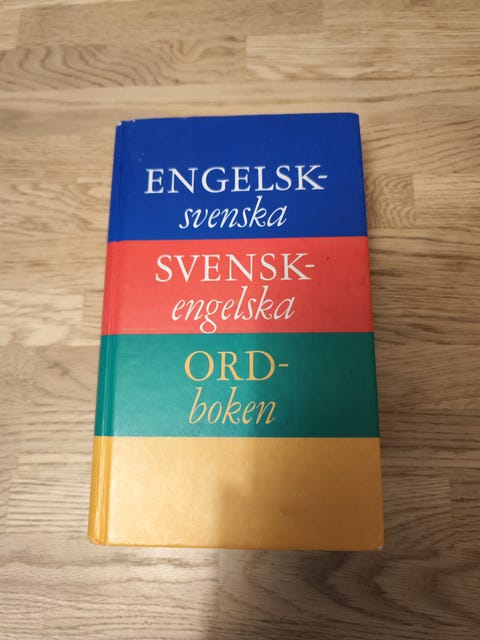 ENGELSK-
svenska
SVENSK-
engelska
ORD-
boken